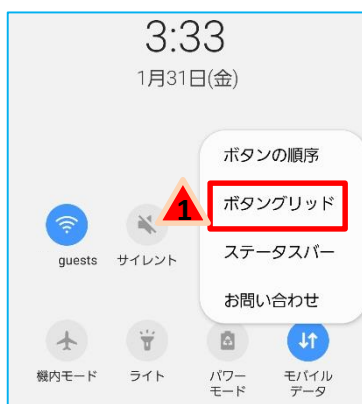 3:33
1月31日(金)
ボタンの順序
1
ボタングリッド
ステータスバー
お問い合わせ
guests
サイレント
機内モード
ライト
パワー
モード
モバイル
データ